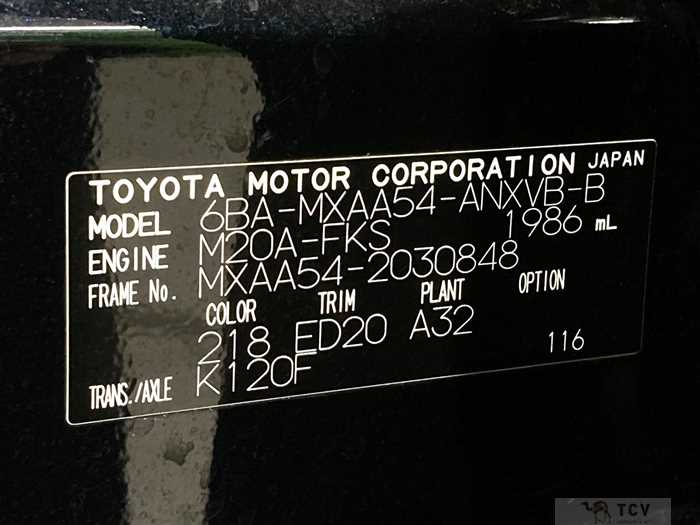 TOYOTA MOTOR CORPORATION JAPAN
MODEL 6BA-MXAA54-ANXVB-B
ENGINE M20A-FKS 1986 mL
FRAME No. MXAA54-2030848
COLOR TRIM PLANT OPTION
218 ED20 A32
TRANS./AXLE K120F 116
TCV